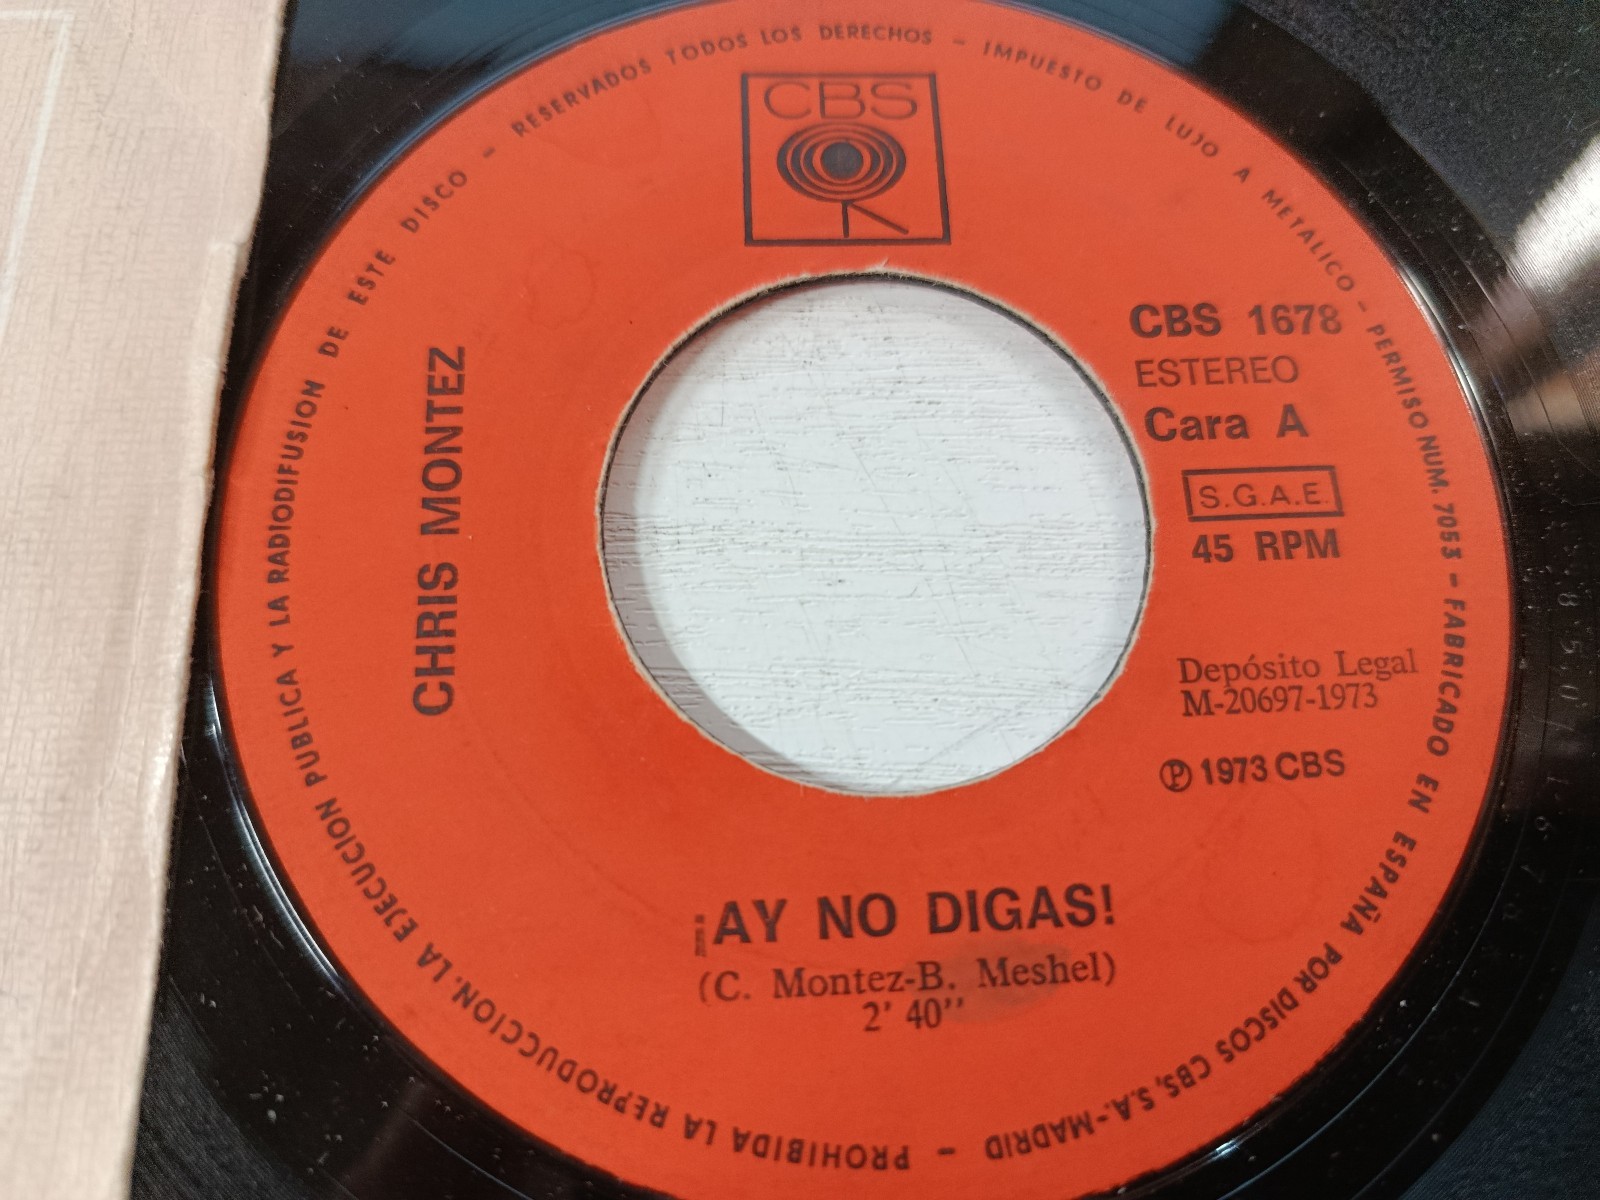 RESERVADOS TODOS LOS DERECHOS – IMPUESTO DE LUJO A METALICO – PERMISO NUM. 7053 – FABRICADO EN ESPAÑA POR DISCOS CBS, S.A.-MADRID – PROHIBIDA LA REPRODUCCION, LA EJECUCION PUBLICA Y LA RADIODIFUSION DE ESTE DISCO –
CBS
CBS 1678
ESTEREO
Cara A
S.G.A.E.
45 RPM
Depósito Legal
M-20697-1973
Ⓟ 1973 CBS
CHRIS MONTEZ
¡AY NO DIGAS!
(C. Montez-B. Meshel)
2' 40''